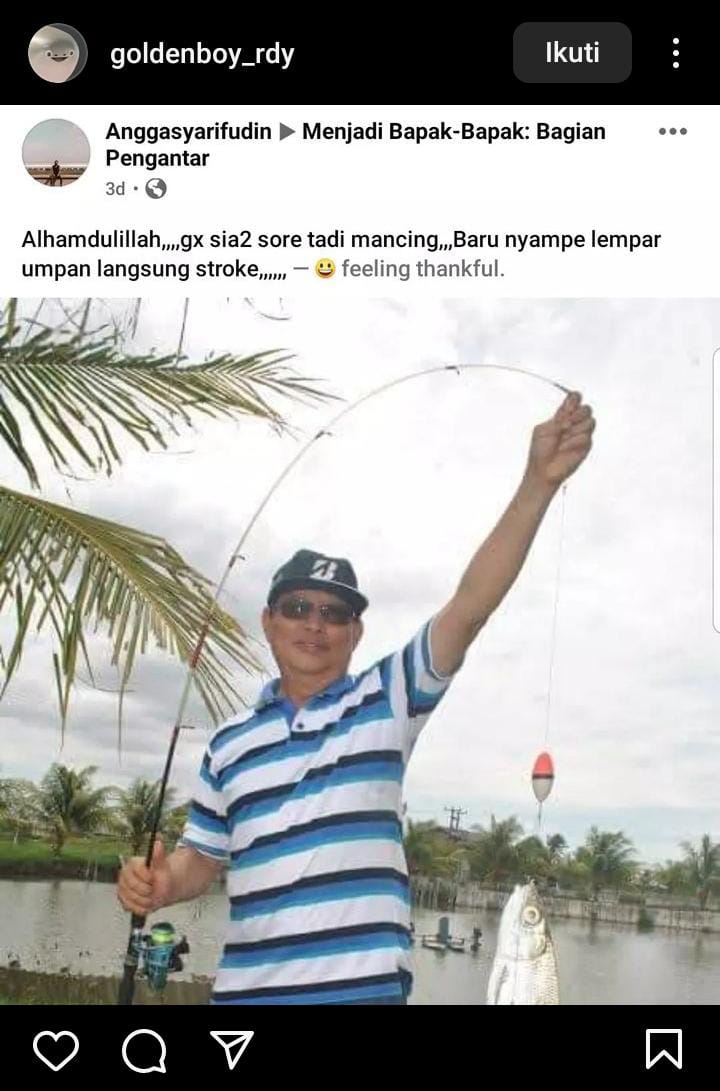 goldenboy_rdy
Ikuti
Anggasyarifudin ▶ Menjadi Bapak-Bapak: Bagian
Pengantar
3d ·
Alhamdulillah,,,,gx sia2 sore tadi mancing,,,Baru nyampe lempar
umpan langsung stroke,,,,,, — 😀 feeling thankful.